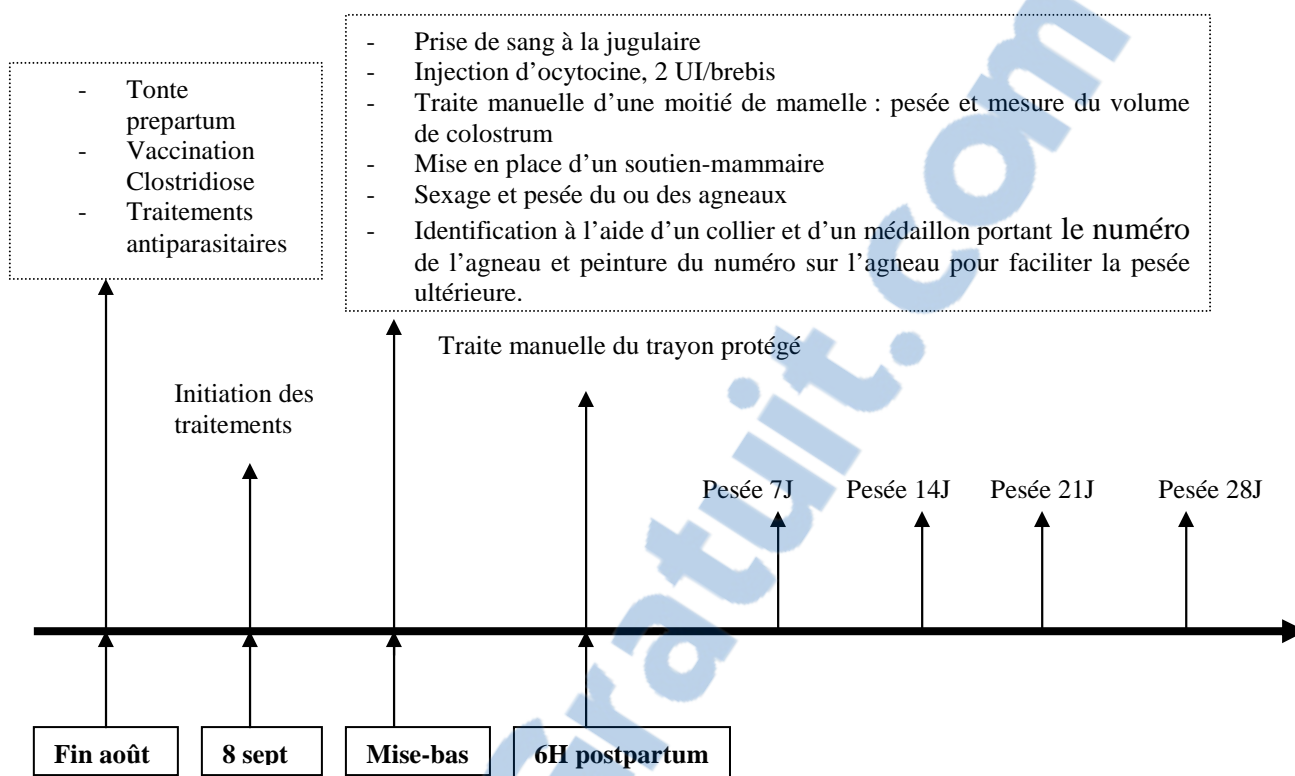 - Tonte
prepartum
- Vaccination
Clostridiose
- Traitements
antiparasitaires
- Prise de sang à la jugulaire
- Injection d’ocytocine, 2 UI/brebis
- Traite manuelle d’une moitié de mamelle : pesée et mesure du volume
de colostrum
- Mise en place d’un soutien-mammaire
- Sexage et pesée du ou des agneaux
- Identification à l’aide d’un collier et d’un médaillon portant le numéro
de l’agneau et peinture du numéro sur l’agneau pour faciliter la pesée
ultérieure.
Traite manuelle du trayon protégé
Initiation des
traitements
Pesée 7J
Pesée 14J
Pesée 21J
Pesée 28J
Fin août
8 sept
Mise-bas
6H postpartum
gratuit.com